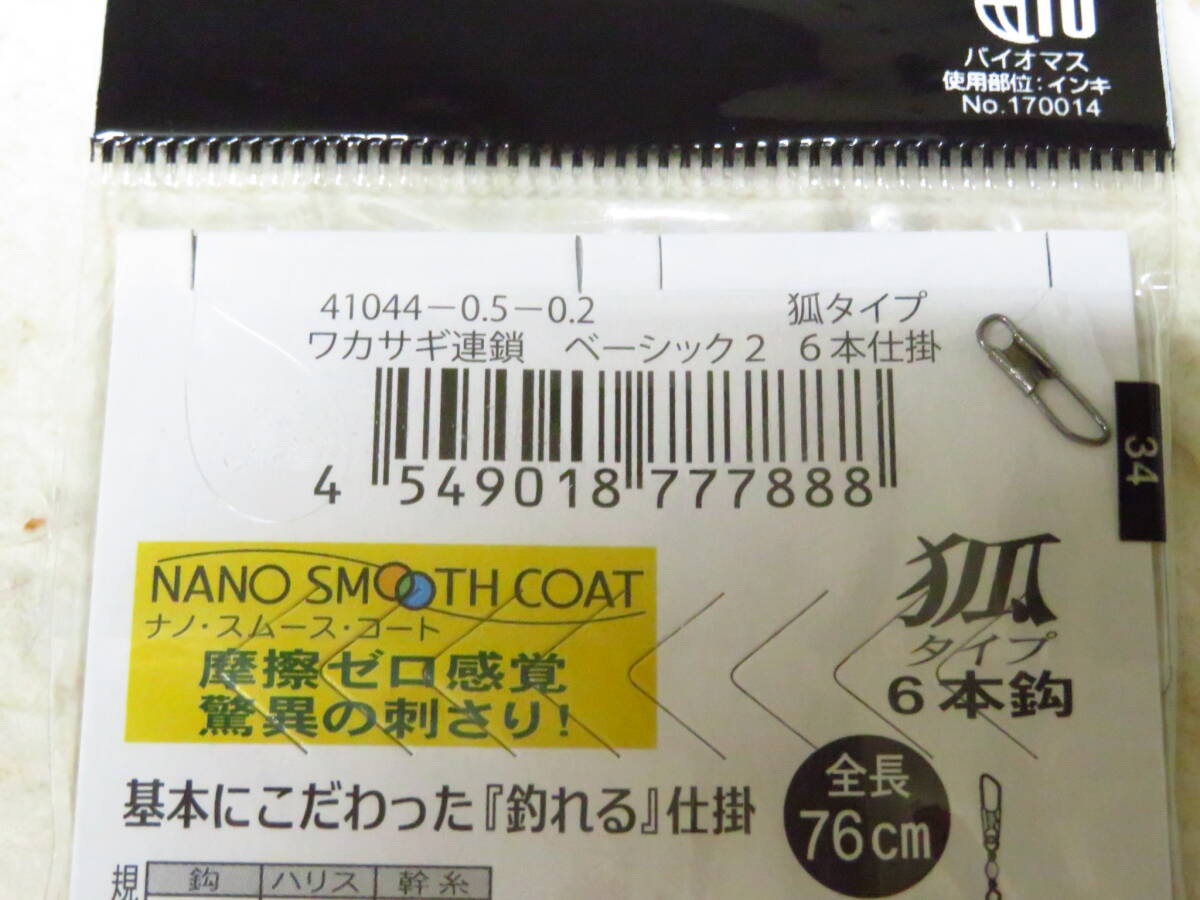 バイオマス
使用部位：インキ
No.170014
41044－0.5－0.2 狐タイプ
ワカサギ連鎖 ベーシック2 6本仕掛
4 549018 777888
34
NANO SMOOTH COAT
ナノ・スムース・コート
摩擦ゼロ感覚
驚異の刺さり！
狐
タイプ
6本鈎
基本にこだわった『釣れる』仕掛
全長
76cm
規
鈎 ハリス 幹糸